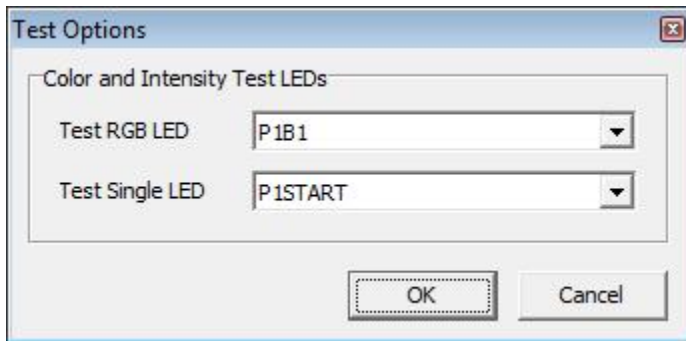 Test Options
Color and Intensity Test LEDs
Test RGB LED P1B1
Test Single LED P1START
OK Cancel